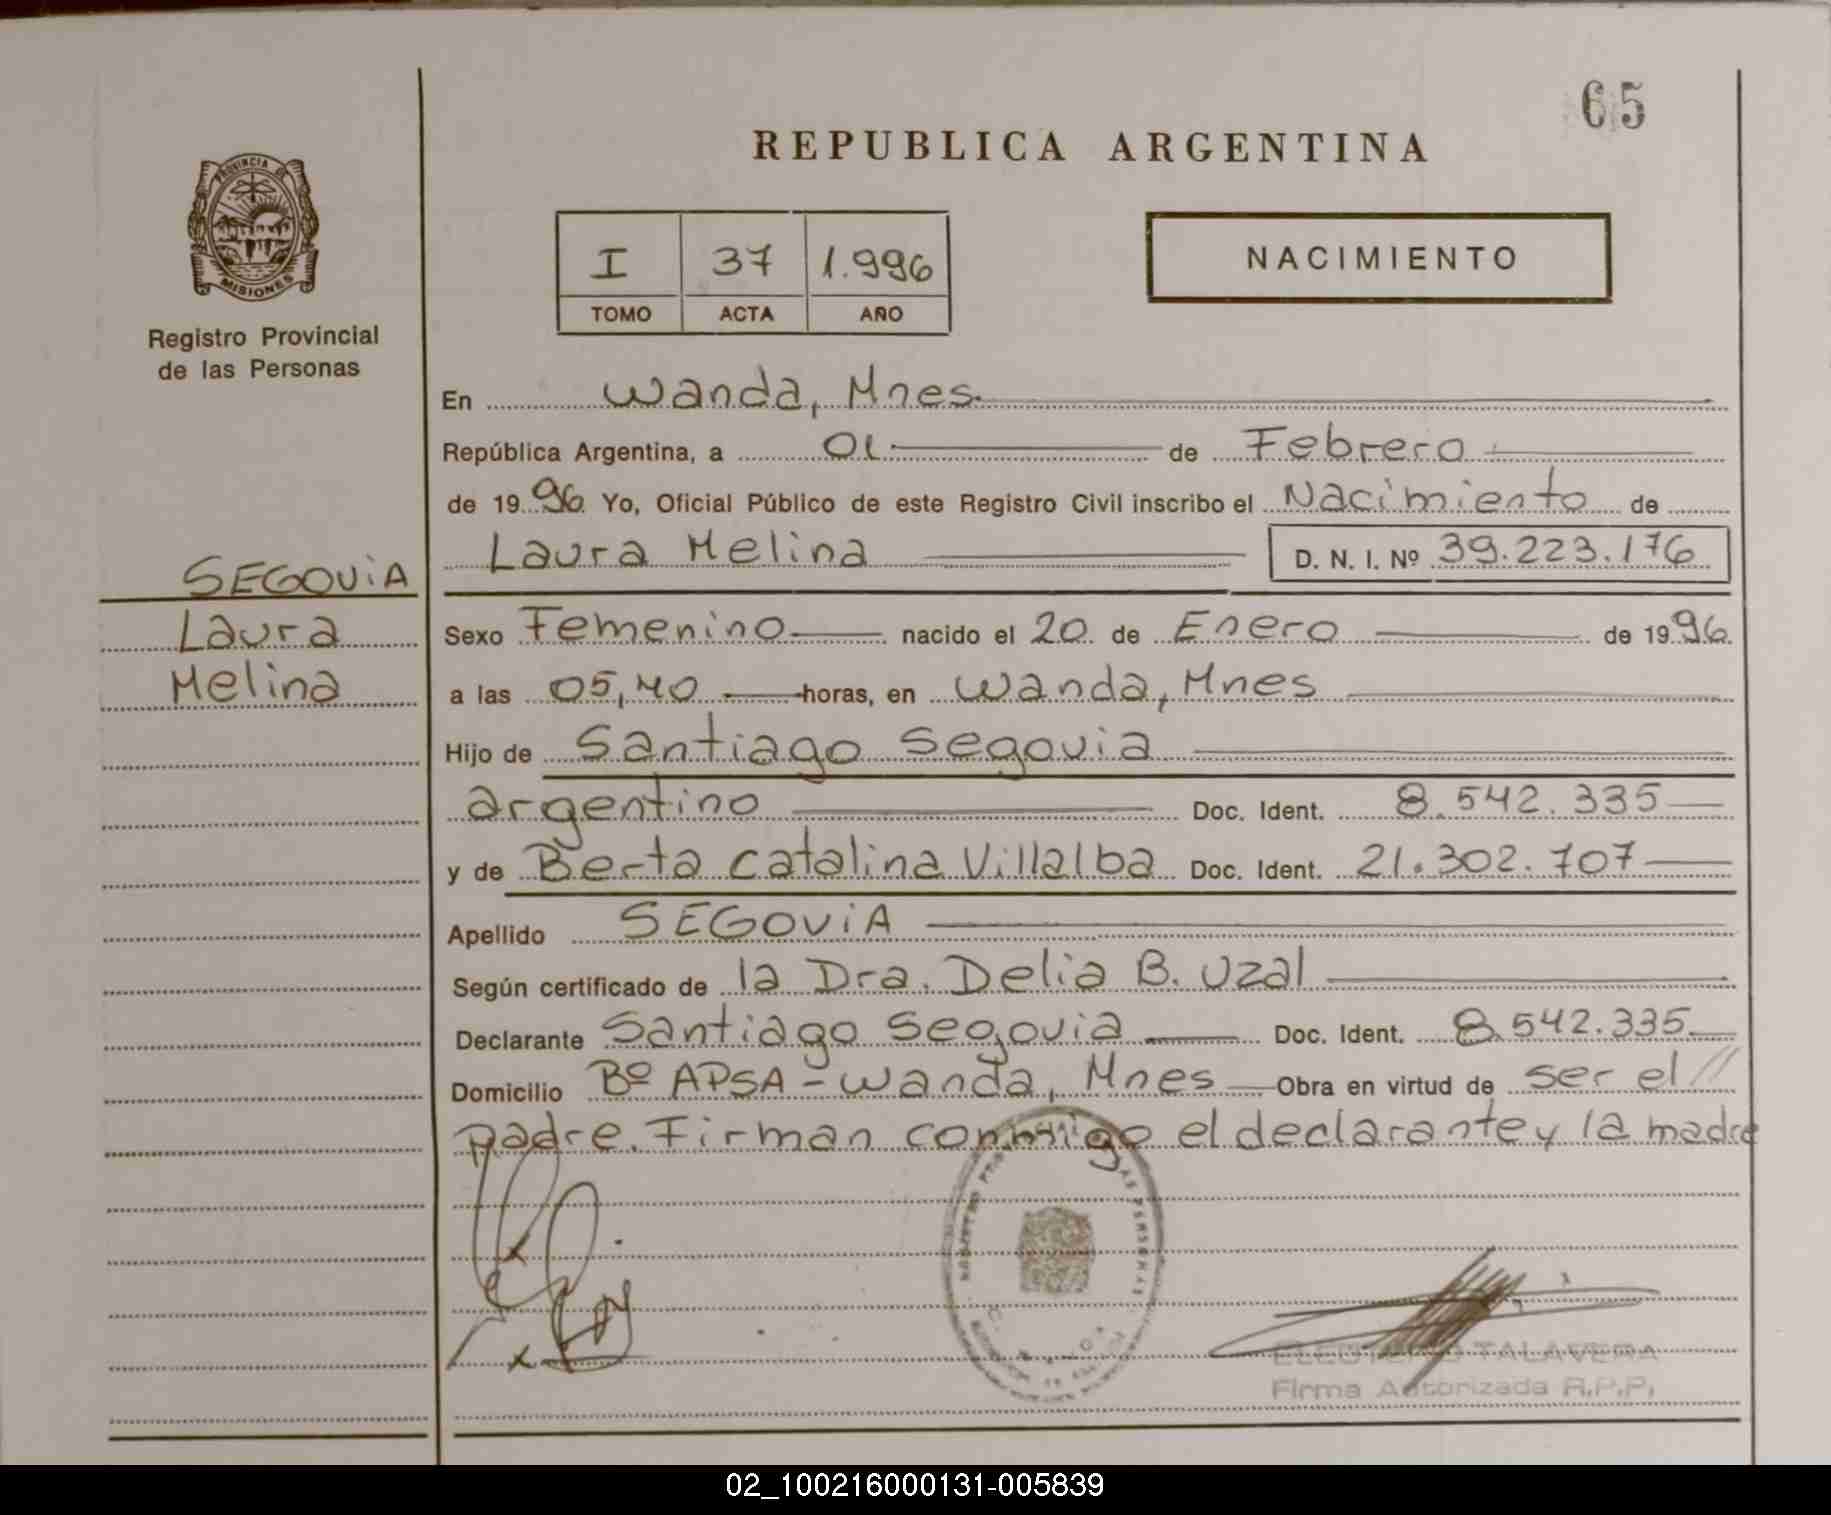 65
REPUBLICA ARGENTINA
PROVINCIA DE
MISIONES
Registro Provincial
de las Personas
I 37 1.996
TOMO ACTA AÑO
NACIMIENTO
En Wanda, Mnes.
República Argentina, a 01 de Febrero
de 1996 Yo, Oficial Público de este Registro Civil inscribo el Nacimiento de
Laura Melina D. N. I. Nº 39.223.176
SEGOViA
Laura
Melina
Sexo Femenino nacido el 20 de Enero de 1996.
a las 05,40 horas, en Wanda, Mnes
Hijo de Santiago Segovia
argentino Doc. Ident. 8.542.335
y de Berta Catalina Villalba Doc. Ident. 21.302.707
Apellido SEGOViA
Según certificado de la Dra. Delia B. Uzal
Declarante Santiago Segovia Doc. Ident. 8.542.335
Domicilio Bº APSA - Wanda, Mnes Obra en virtud de ser el //
padre. Firman conmigo el declarante y la madre
TALAVERA
Firma Autorizada R.P.P.
02_100216000131-005839